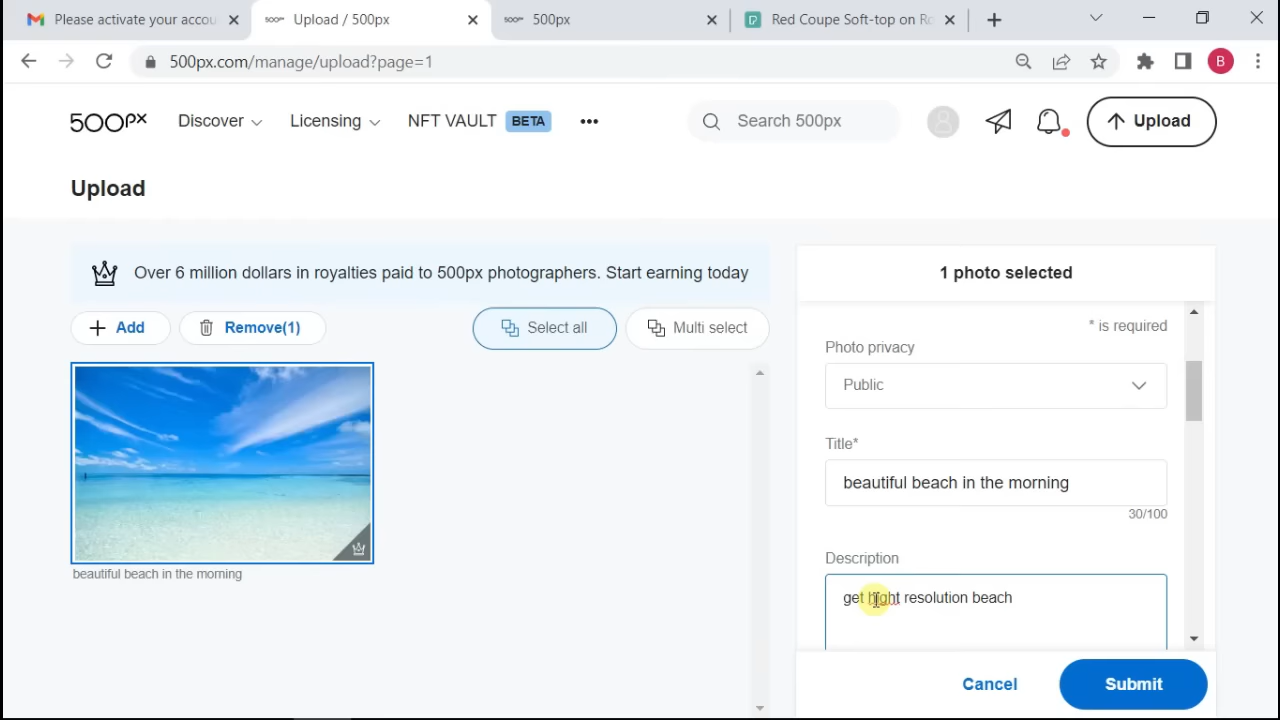 Please activate your accou
500px Upload / 500px
500px 500px
Red Coupe Soft-top on Ro
500px.com/manage/upload?page=1
B
500px
Discover
Licensing
NFT VAULT BETA
Search 500px
Upload
Upload
Over 6 million dollars in royalties paid to 500px photographers. Start earning today
Add
Remove(1)
Select all
Multi select
beautiful beach in the morning
1 photo selected
* is required
Photo privacy
Public
Title*
beautiful beach in the morning
30/100
Description
get hight resolution beach
Cancel
Submit